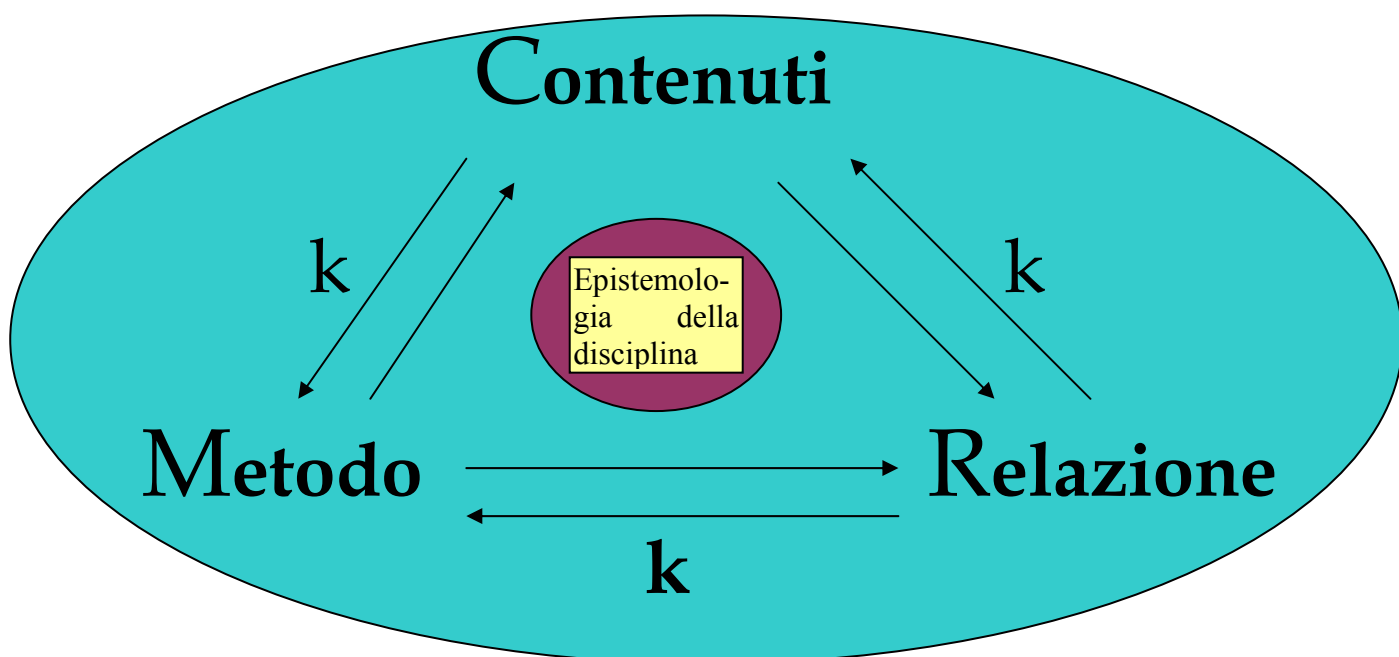 Contenuti
k
k
Epistemolo-
gia della
disciplina
Metodo
Relazione
k